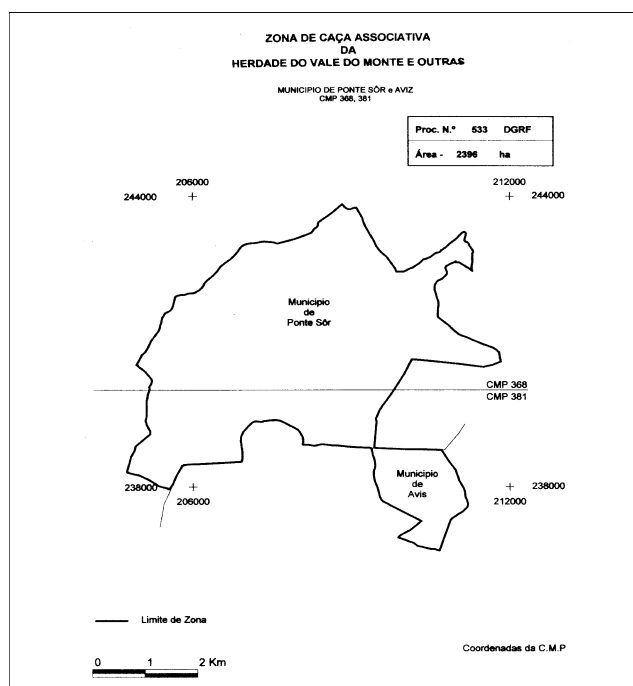 ZONA DE CAÇA ASSOCIATIVA
DA
HERDADE DO VALE DO MONTE E OUTRAS
MUNICIPIO DE PONTE SÔR e AVIZ
CMP 368, 381
Proc. N.º 533 DGRF
Área - 2396 ha
206000
212000
244000
244000
Municipio
de
Ponte Sôr
CMP 368
CMP 381
Municipio
de
Avis
238000
206000
238000
212000
Limite de Zona
Coordenadas da C.M.P
0 1 2 Km